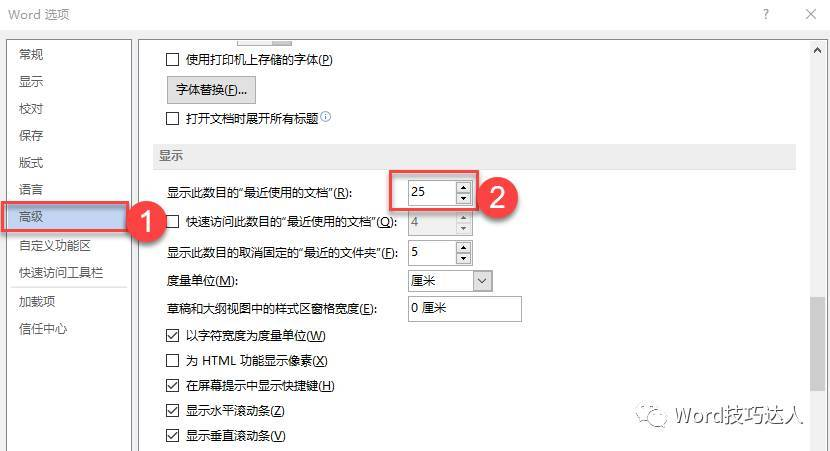 Word 选项
?
常规
显示
校对
保存
版式
语言
高级
自定义功能区
快速访问工具栏
加载项
信任中心
1
使用打印机上存储的字体(P)
字体替换(F)...
打开文档时展开所有标题
显示
显示此数目的“最近使用的文档”(R): 25
2
快速访问此数目的“最近使用的文档”(Q): 4
显示此数目的取消固定的“最近的文件夹”(F): 5
度量单位(M): 厘米
草稿和大纲视图中的样式区窗格宽度(E): 0 厘米
以字符宽度为度量单位(W)
为 HTML 功能显示像素(X)
在屏幕提示中显示快捷键(H)
显示水平滚动条(Z)
显示垂直滚动条(V)
Word技巧达人